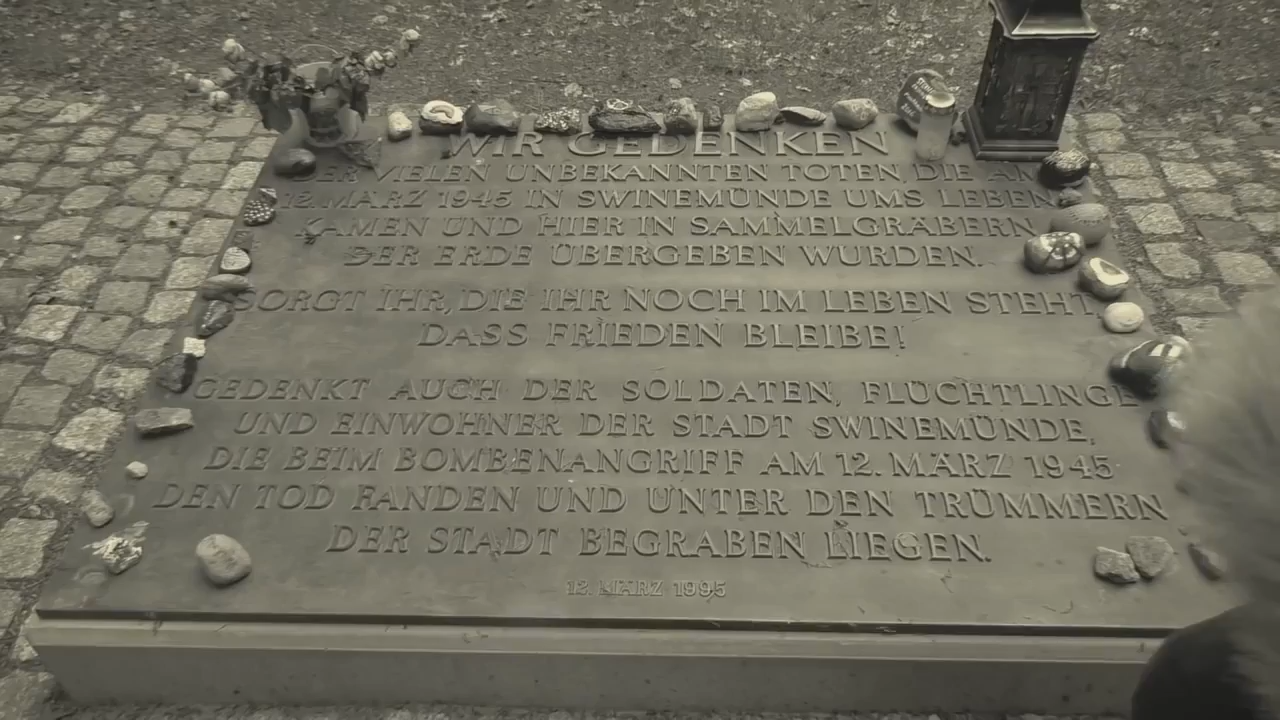 WIR GEDENKEN
DER VIELEN UNBEKANNTEN TOTEN, DIE AM
12. MÄRZ 1945 IN SWINEMÜNDE UMS LEBEN
KAMEN UND HIER IN SAMMELGRÄBERN
DER ERDE ÜBERGEBEN WURDEN.
SORGT IHR, DIE IHR NOCH IM LEBEN STEHT,
DASS FRIEDEN BLEIBE!
GEDENKT AUCH DER SOLDATEN, FLÜCHTLINGE
UND EINWOHNER DER STADT SWINEMÜNDE,
DIE BEIM BOMBENANGRIFF AM 12. MÄRZ 1945
DEN TOD FANDEN UND UNTER DEN TRÜMMERN
DER STADT BEGRABEN LIEGEN.
12. MÄRZ 1995